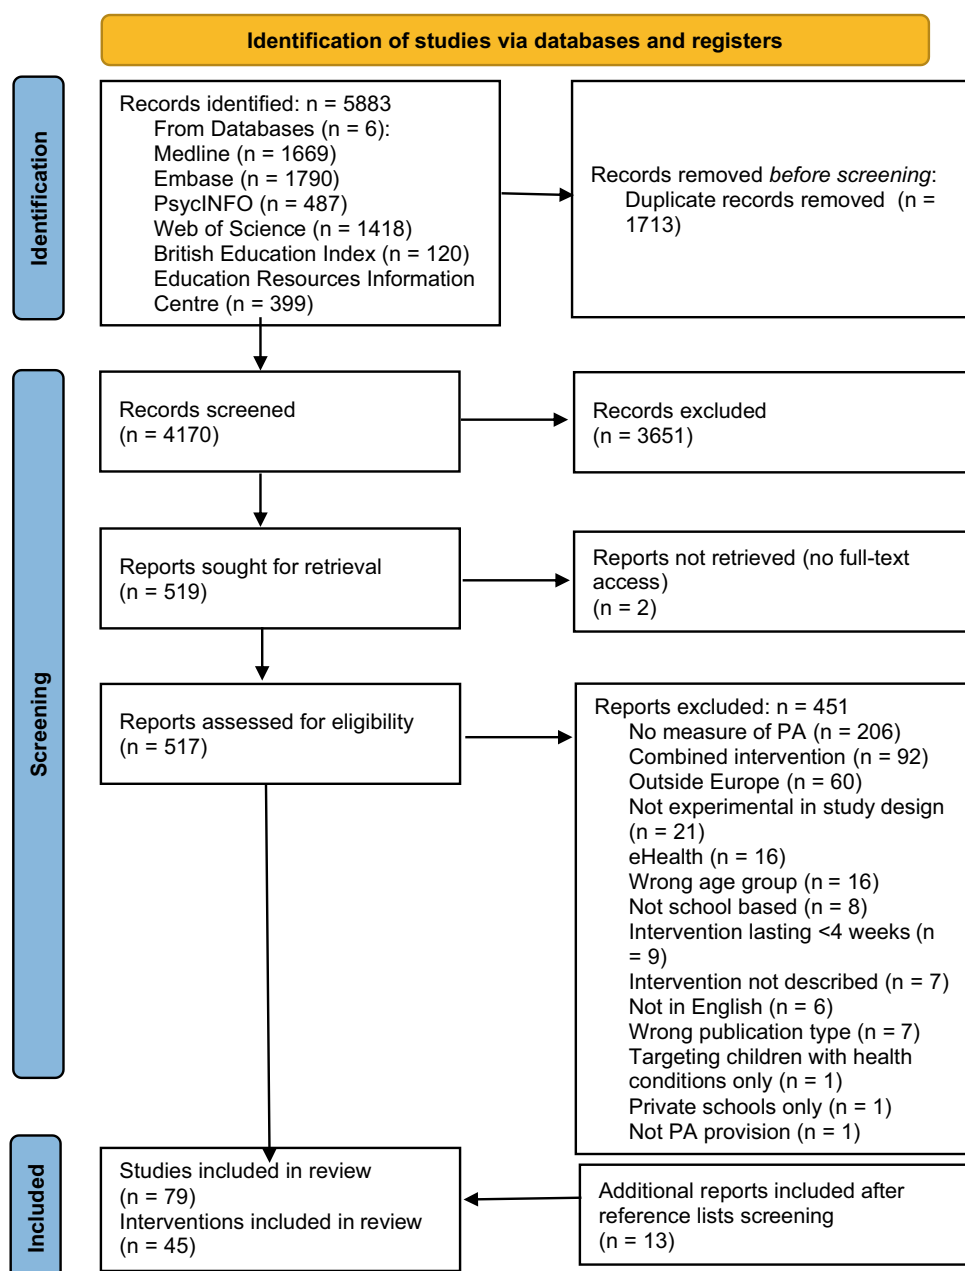 Identification of studies via databases and registers
Identification
Records identified: n = 5883
From Databases (n = 6):
Medline (n = 1669)
Embase (n = 1790)
PsycINFO (n = 487)
Web of Science (n = 1418)
British Education Index (n = 120)
Education Resources Information
Centre (n = 399)
Records removed before screening:
Duplicate records removed  (n =
1713)
Screening
Records screened
(n = 4170)
Records excluded
(n = 3651)
Reports sought for retrieval
(n = 519)
Reports not retrieved (no full-text
access)
(n = 2)
Reports assessed for eligibility
(n = 517)
Reports excluded: n = 451
No measure of PA (n = 206)
Combined intervention (n = 92)
Outside Europe (n = 60)
Not experimental in study design
(n = 21)
eHealth (n = 16)
Wrong age group (n = 16)
Not school based (n = 8)
Intervention lasting <4 weeks (n
= 9)
Intervention not described (n = 7)
Not in English (n = 6)
Wrong publication type (n = 7)
Targeting children with health
conditions only (n = 1)
Private schools only (n = 1)
Not PA provision (n = 1)
Included
Studies included in review
(n = 79)
Interventions included in review
(n = 45)
Additional reports included after
reference lists screening
(n = 13)